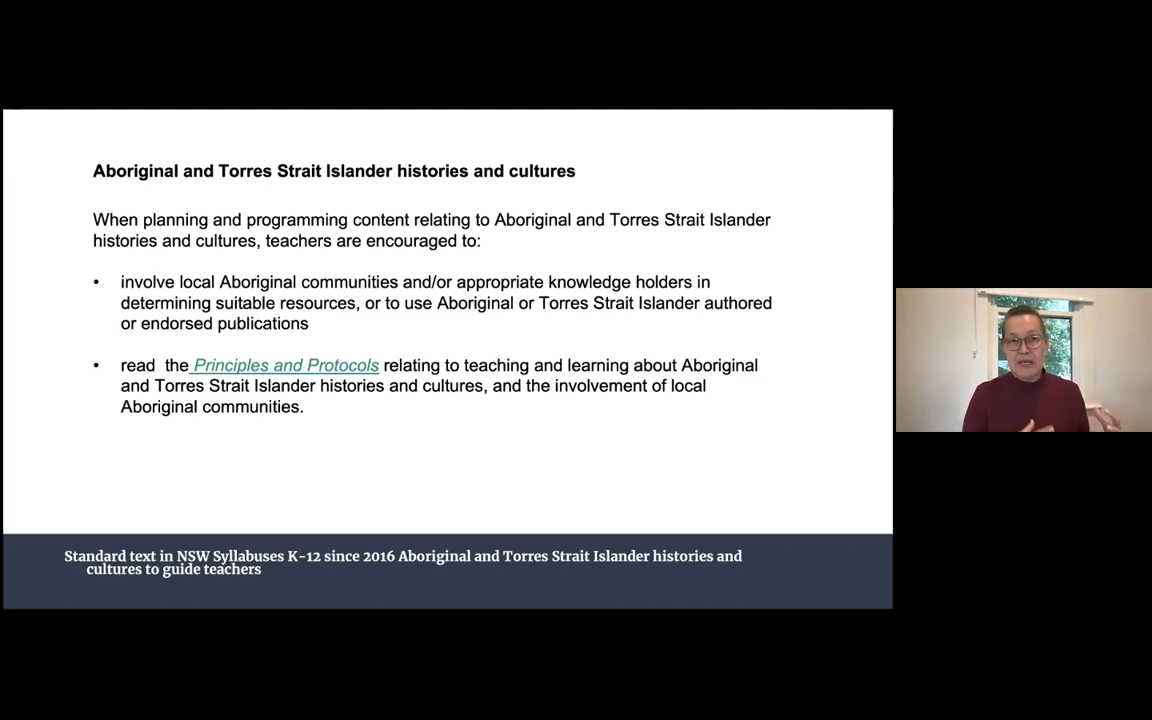 Aboriginal and Torres Strait Islander histories and cultures
When planning and programming content relating to Aboriginal and Torres Strait Islander
histories and cultures, teachers are encouraged to:
• involve local Aboriginal communities and/or appropriate knowledge holders in
determining suitable resources, or to use Aboriginal or Torres Strait Islander authored
or endorsed publications
• read the Principles and Protocols relating to teaching and learning about Aboriginal
and Torres Strait Islander histories and cultures, and the involvement of local
Aboriginal communities.
Standard text in NSW Syllabuses K-12 since 2016 Aboriginal and Torres Strait Islander histories and
cultures to guide teachers